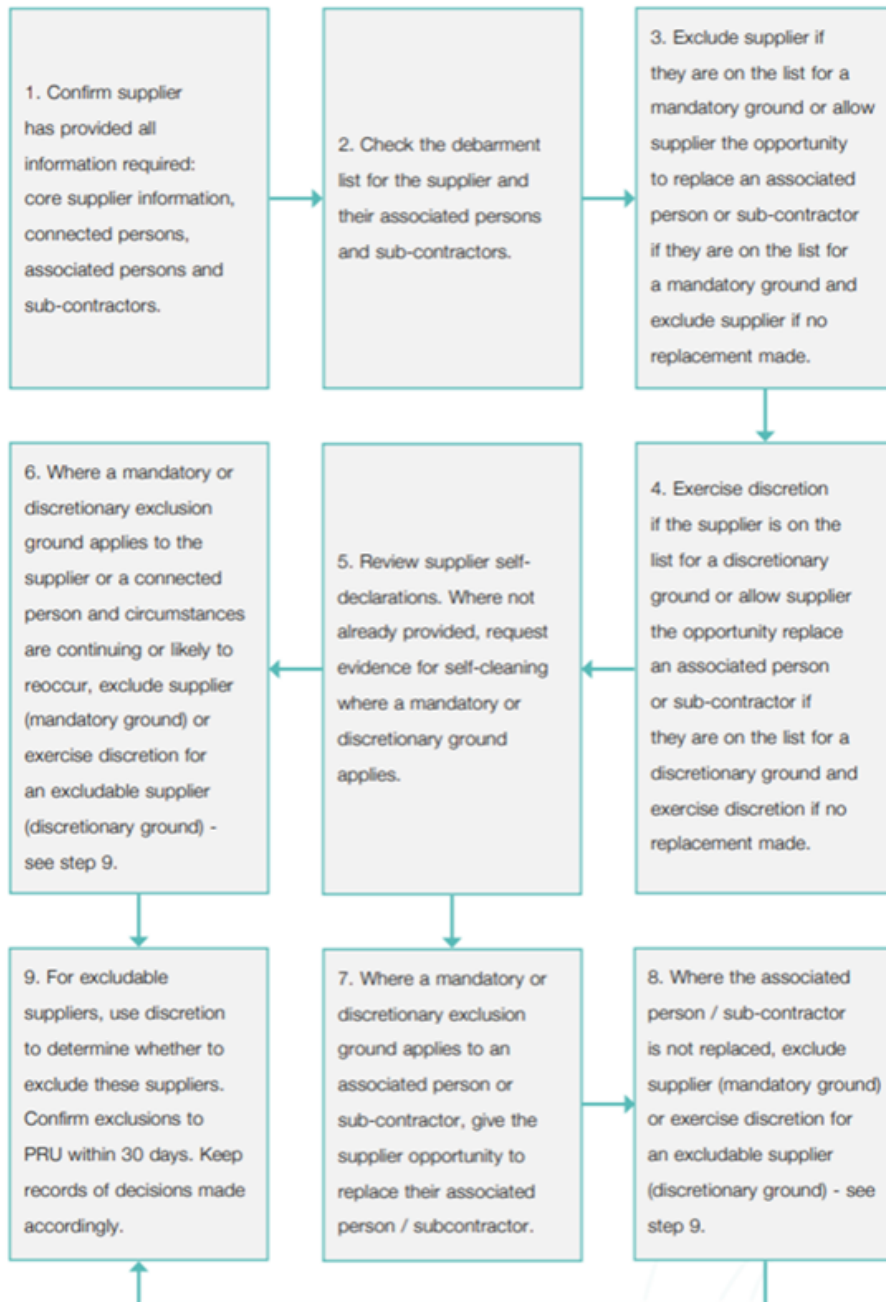 1. Confirm supplier
has provided all
information required:
core supplier information,
connected persons,
associated persons and
sub-contractors.
2. Check the debarment
list for the supplier and
their associated persons
and sub-contractors.
3. Exclude supplier if
they are on the list for a
mandatory ground or allow
supplier the opportunity
to replace an associated
person or sub-contractor
if they are on the list for
a mandatory ground and
exclude supplier if no
replacement made.
4. Exercise discretion
if the supplier is on the
list for a discretionary
ground or allow supplier
the opportunity replace
an associated person
or sub-contractor if
they are on the list for a
discretionary ground and
exercise discretion if no
replacement made.
5. Review supplier self-
declarations. Where not
already provided, request
evidence for self-cleaning
where a mandatory or
discretionary ground
applies.
6. Where a mandatory or
discretionary exclusion
ground applies to the
supplier or a connected
person and circumstances
are continuing or likely to
reoccur, exclude supplier
(mandatory ground) or
exercise discretion for
an excludable supplier
(discretionary ground) -
see step 9.
7. Where a mandatory or
discretionary exclusion
ground applies to an
associated person or
sub-contractor, give the
supplier opportunity to
replace their associated
person / subcontractor.
8. Where the associated
person / sub-contractor
is not replaced, exclude
supplier (mandatory ground)
or exercise discretion for
an excludable supplier
(discretionary ground) - see
step 9.
9. For excludable
suppliers, use discretion
to determine whether to
exclude these suppliers.
Confirm exclusions to
PRU within 30 days. Keep
records of decisions made
accordingly.